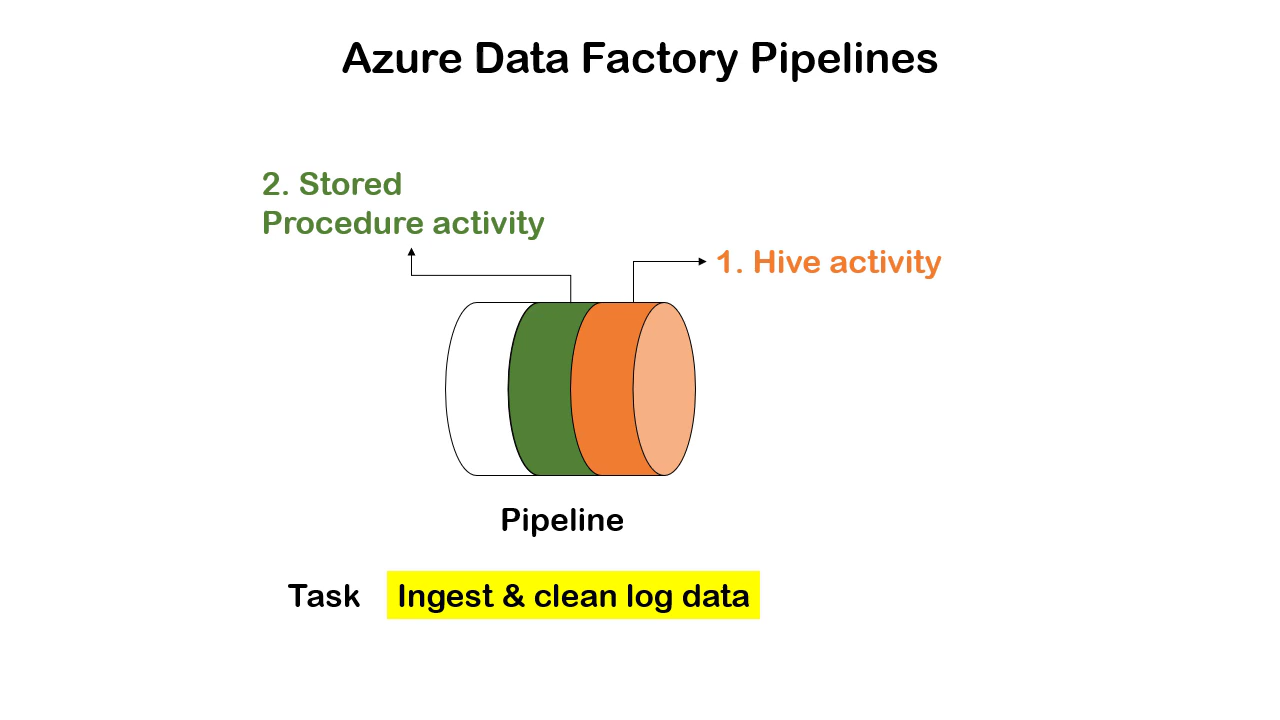 Azure Data Factory Pipelines
2. Stored
Procedure activity
1. Hive activity
Pipeline
Task
Ingest & clean log data